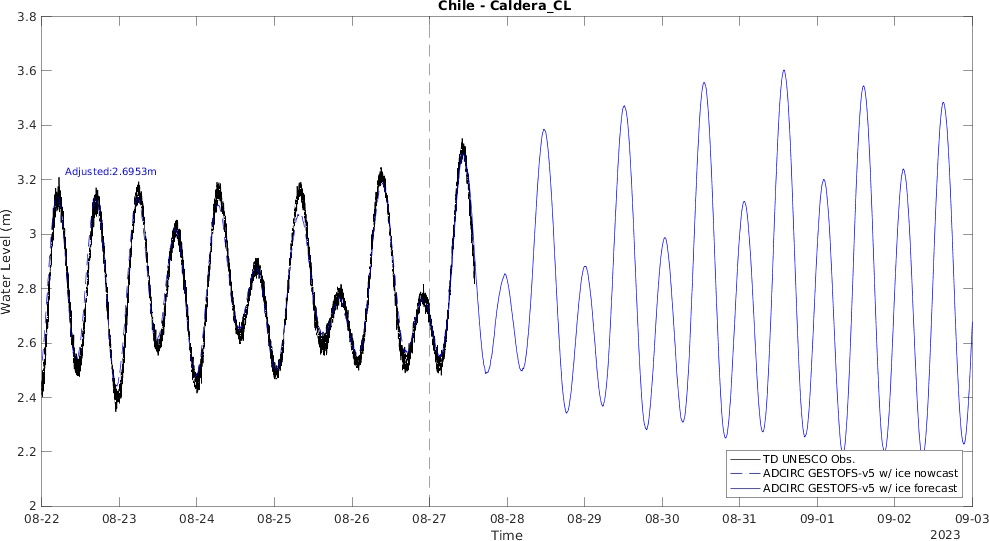 Chile - Caldera_CL
3.8
3.6
3.4
3.2
3
2.8
2.6
2.4
2.2
2
Water Level (m)
Adjusted:2.6953m
TD UNESCO Obs.
ADCIRC GESTOFS-v5 w/ ice nowcast
ADCIRC GESTOFS-v5 w/ ice forecast
08-22 08-23 08-24 08-25 08-26 08-27 08-28 08-29 08-30 08-31 09-01 09-02 09-03
Time
2023